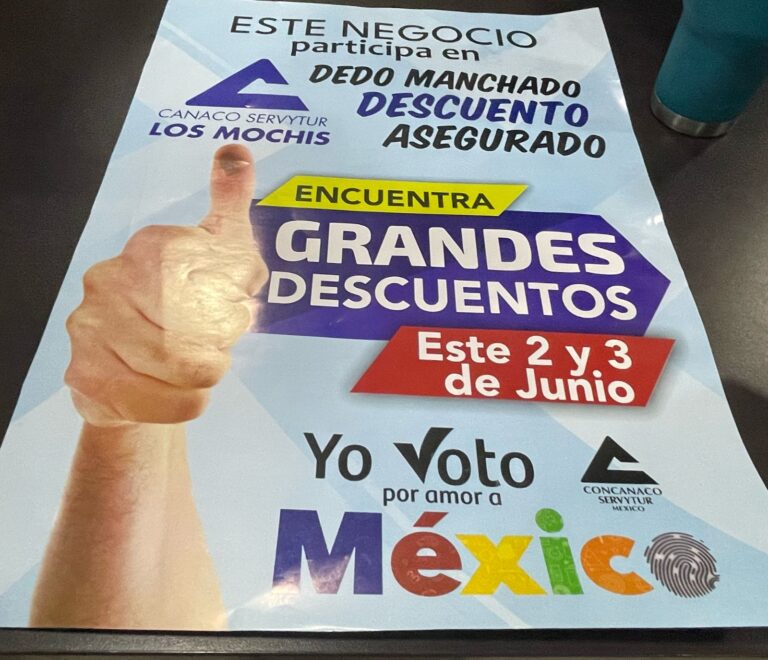 ESTE NEGOCIO
participa en
DEDO MANCHADO
DESCUENTO
ASEGURADO
CANACO SERVYTUR
LOS MOCHIS
ENCUENTRA
GRANDES
DESCUENTOS
Este 2 y 3
de Junio
Yo Voto
por amor a
México
CONCANACO
SERVYTUR
MEXICO